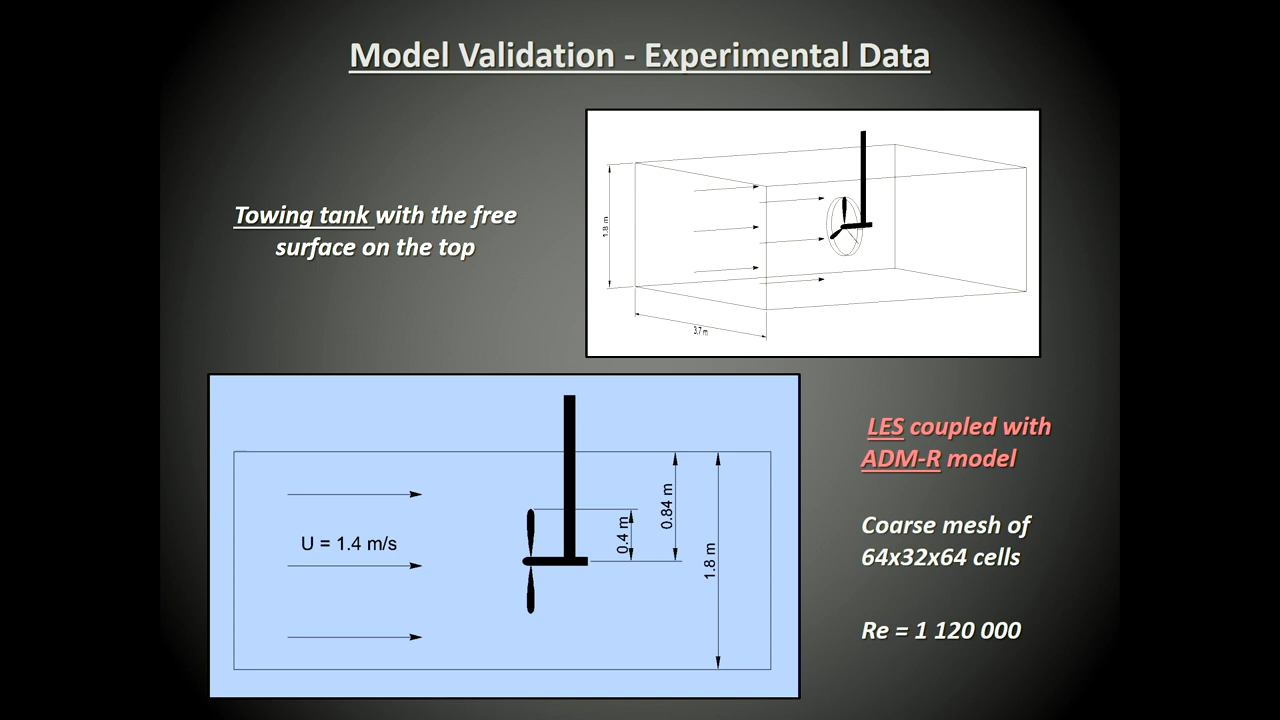 Model Validation - Experimental Data
Towing tank with the free
surface on the top
1.8 m
3.7 m
U = 1.4 m/s
0.4 m
0.84 m
1.8 m
LES coupled with
ADM-R model
Coarse mesh of
64x32x64 cells
Re = 1 120 000